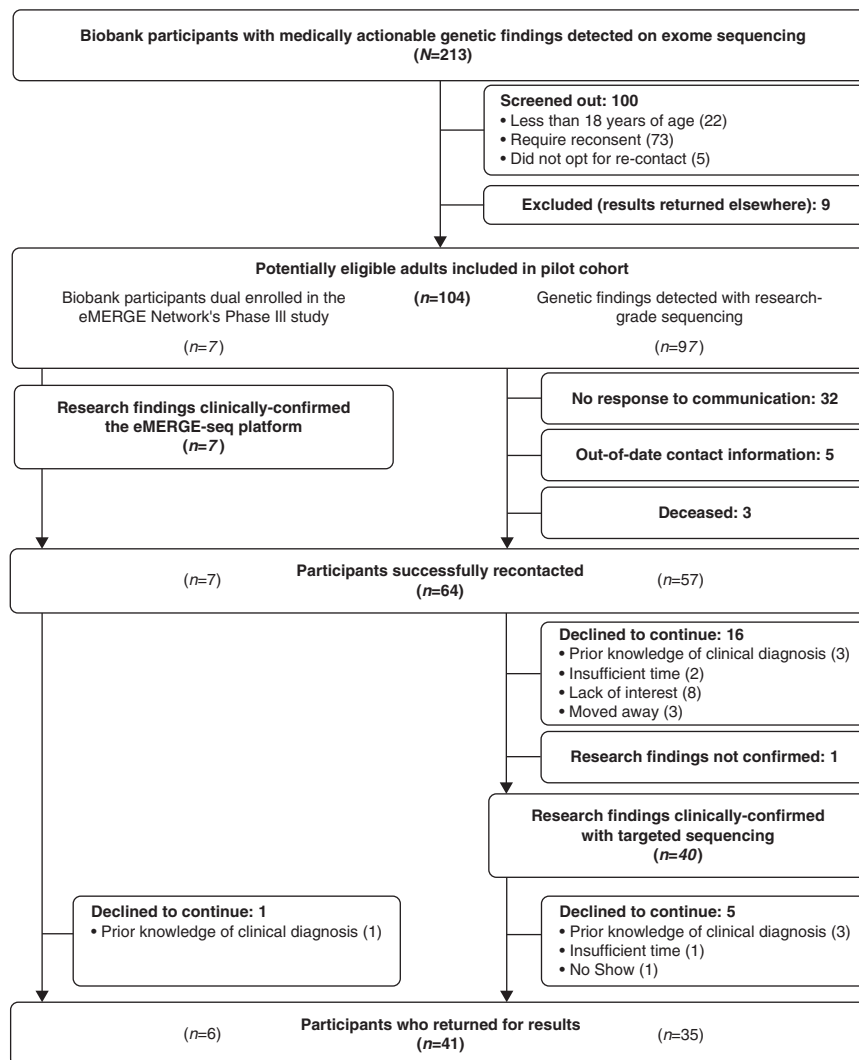 Biobank participants with medically actionable genetic findings detected on exome sequencing
(N=213)
Screened out: 100
• Less than 18 years of age (22)
• Require reconsent (73)
• Did not opt for re-contact (5)
Excluded (results returned elsewhere): 9
Potentially eligible adults included in pilot cohort
(n=104)
Biobank participants dual enrolled in the
eMERGE Network's Phase III study
(n=7)
Genetic findings detected with research-
grade sequencing
(n=97)
Research findings clinically-confirmed
the eMERGE-seq platform
(n=7)
No response to communication: 32
Out-of-date contact information: 5
Deceased: 3
Participants successfully recontacted
(n=7)
(n=64)
(n=57)
Declined to continue: 16
• Prior knowledge of clinical diagnosis (3)
• Insufficient time (2)
• Lack of interest (8)
• Moved away (3)
Research findings not confirmed: 1
Research findings clinically-confirmed
with targeted sequencing
(n=40)
Declined to continue: 1
• Prior knowledge of clinical diagnosis (1)
Declined to continue: 5
• Prior knowledge of clinical diagnosis (3)
• Insufficient time (1)
• No Show (1)
Participants who returned for results
(n=6)
(n=41)
(n=35)